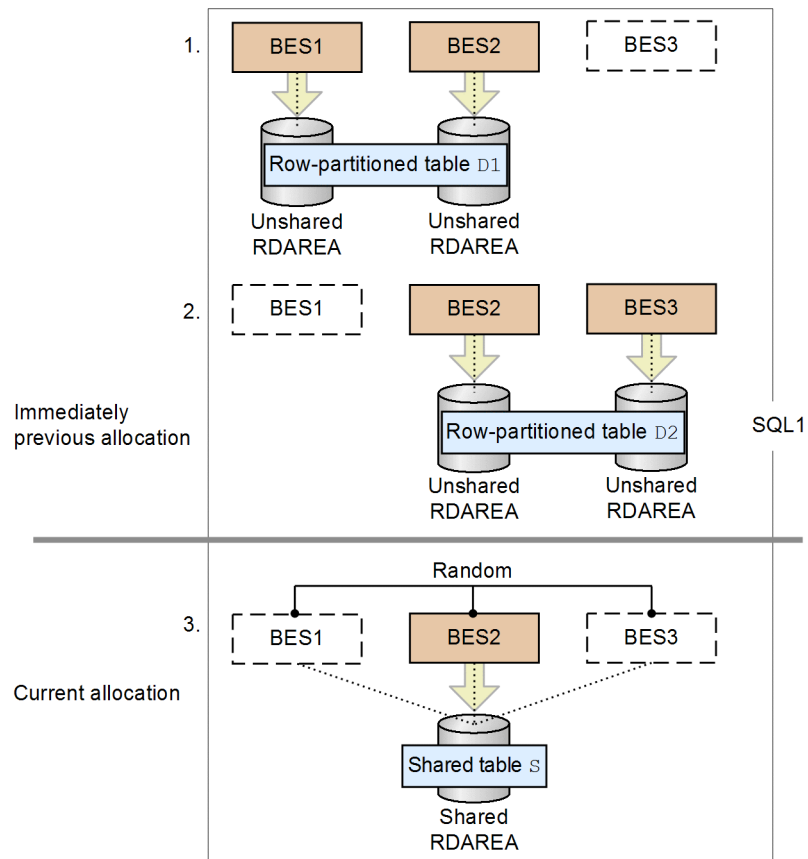 1.
BES1
BES2
BES3
Row-partitioned table D1
Unshared
RDAREA
Unshared
RDAREA
2.
BES1
BES2
BES3
Immediately
previous allocation
Row-partitioned table D2
SQL1
Unshared
RDAREA
Unshared
RDAREA
Random
3.
BES1
BES2
BES3
Current allocation
Shared table S
Shared
RDAREA